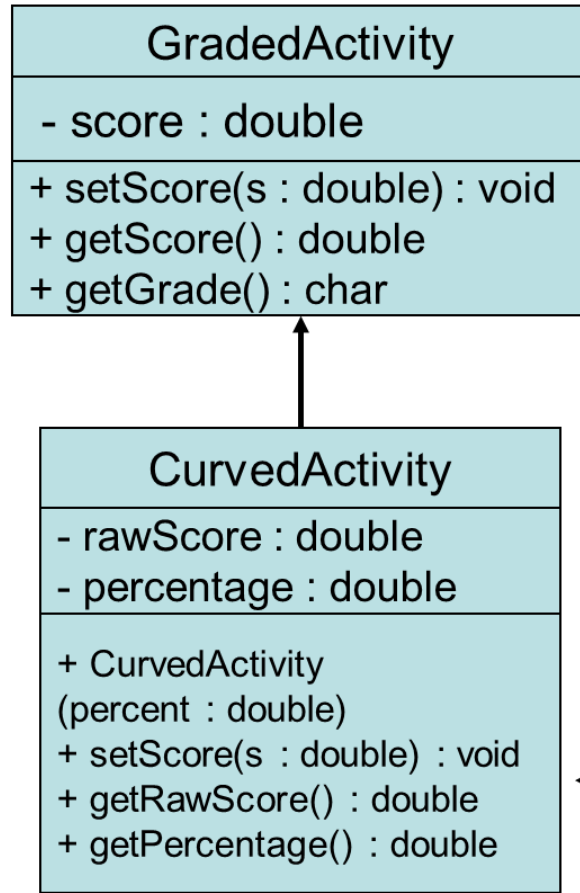 GradedActivity
- score : double
+ setScore(s : double) : void
+ getScore() : double
+ getGrade() : char
CurvedActivity
- rawScore : double
- percentage : double
+ CurvedActivity
(percent : double)
+ setScore(s : double) : void
+ getRawScore() : double
+ getPercentage() : double